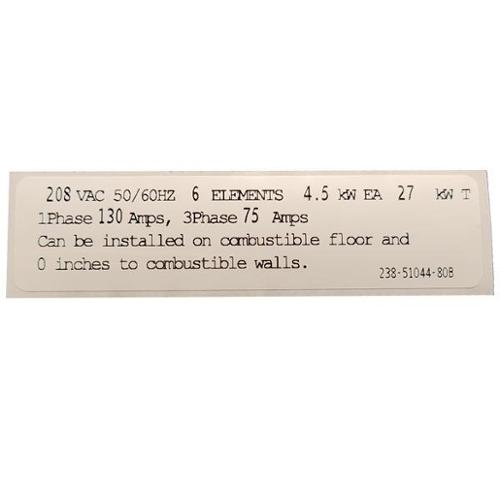 208 VAC 50/60HZ 6 ELEMENTS 4.5 kW EA 27 kW T
1Phase 130 Amps, 3Phase 75 Amps
Can be installed on combustible floor and
0 inches to combustible walls.
238-51044-80B